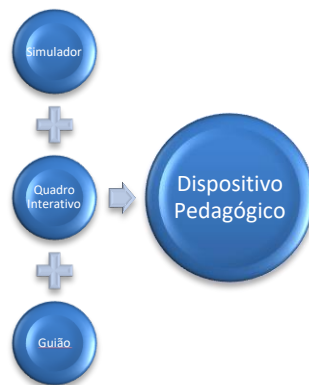 Simulador
Quadro
Interativo
Guião
Dispositivo
Pedagógico